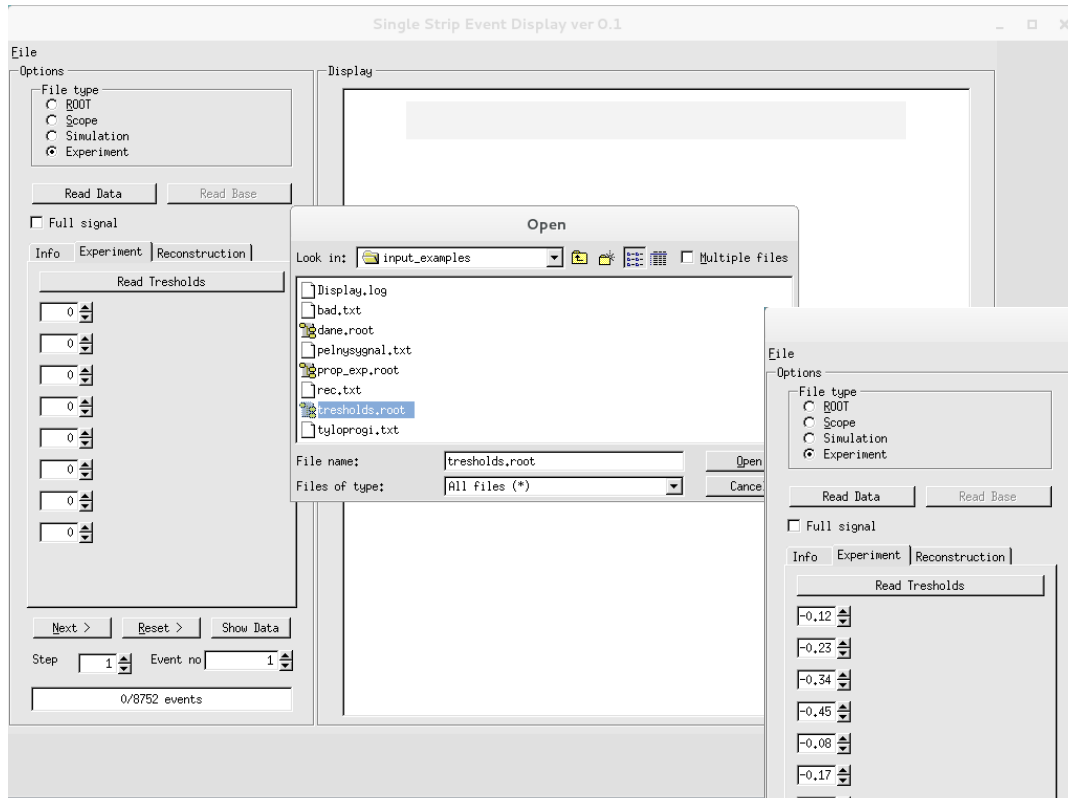 Single Strip Event Display ver 0.1
File
Options
File type
ROOT
Scope
Simulation
Experiment
Read Data
Read Base
Full signal
Info Experiment Reconstruction
Read Tresholds
0
0
0
0
0
0
0
0
Next > Reset > Show Data
Step 1 Event no 1
0/8752 events
Display
Open
Look in: input_examples Multiple files
Display.log
bad.txt
dane.root
pelnysygnal.txt
prop_exp.root
rec.txt
tresholds.root
tyloprogi.txt
File name: tresholds.root Open
Files of type: All files (*) Cancel
File
Options
File type
ROOT
Scope
Simulation
Experiment
Read Data Read Base
Full signal
Info Experiment Reconstruction
Read Tresholds
-0.12
-0.23
-0.34
-0.45
-0.08
-0.17